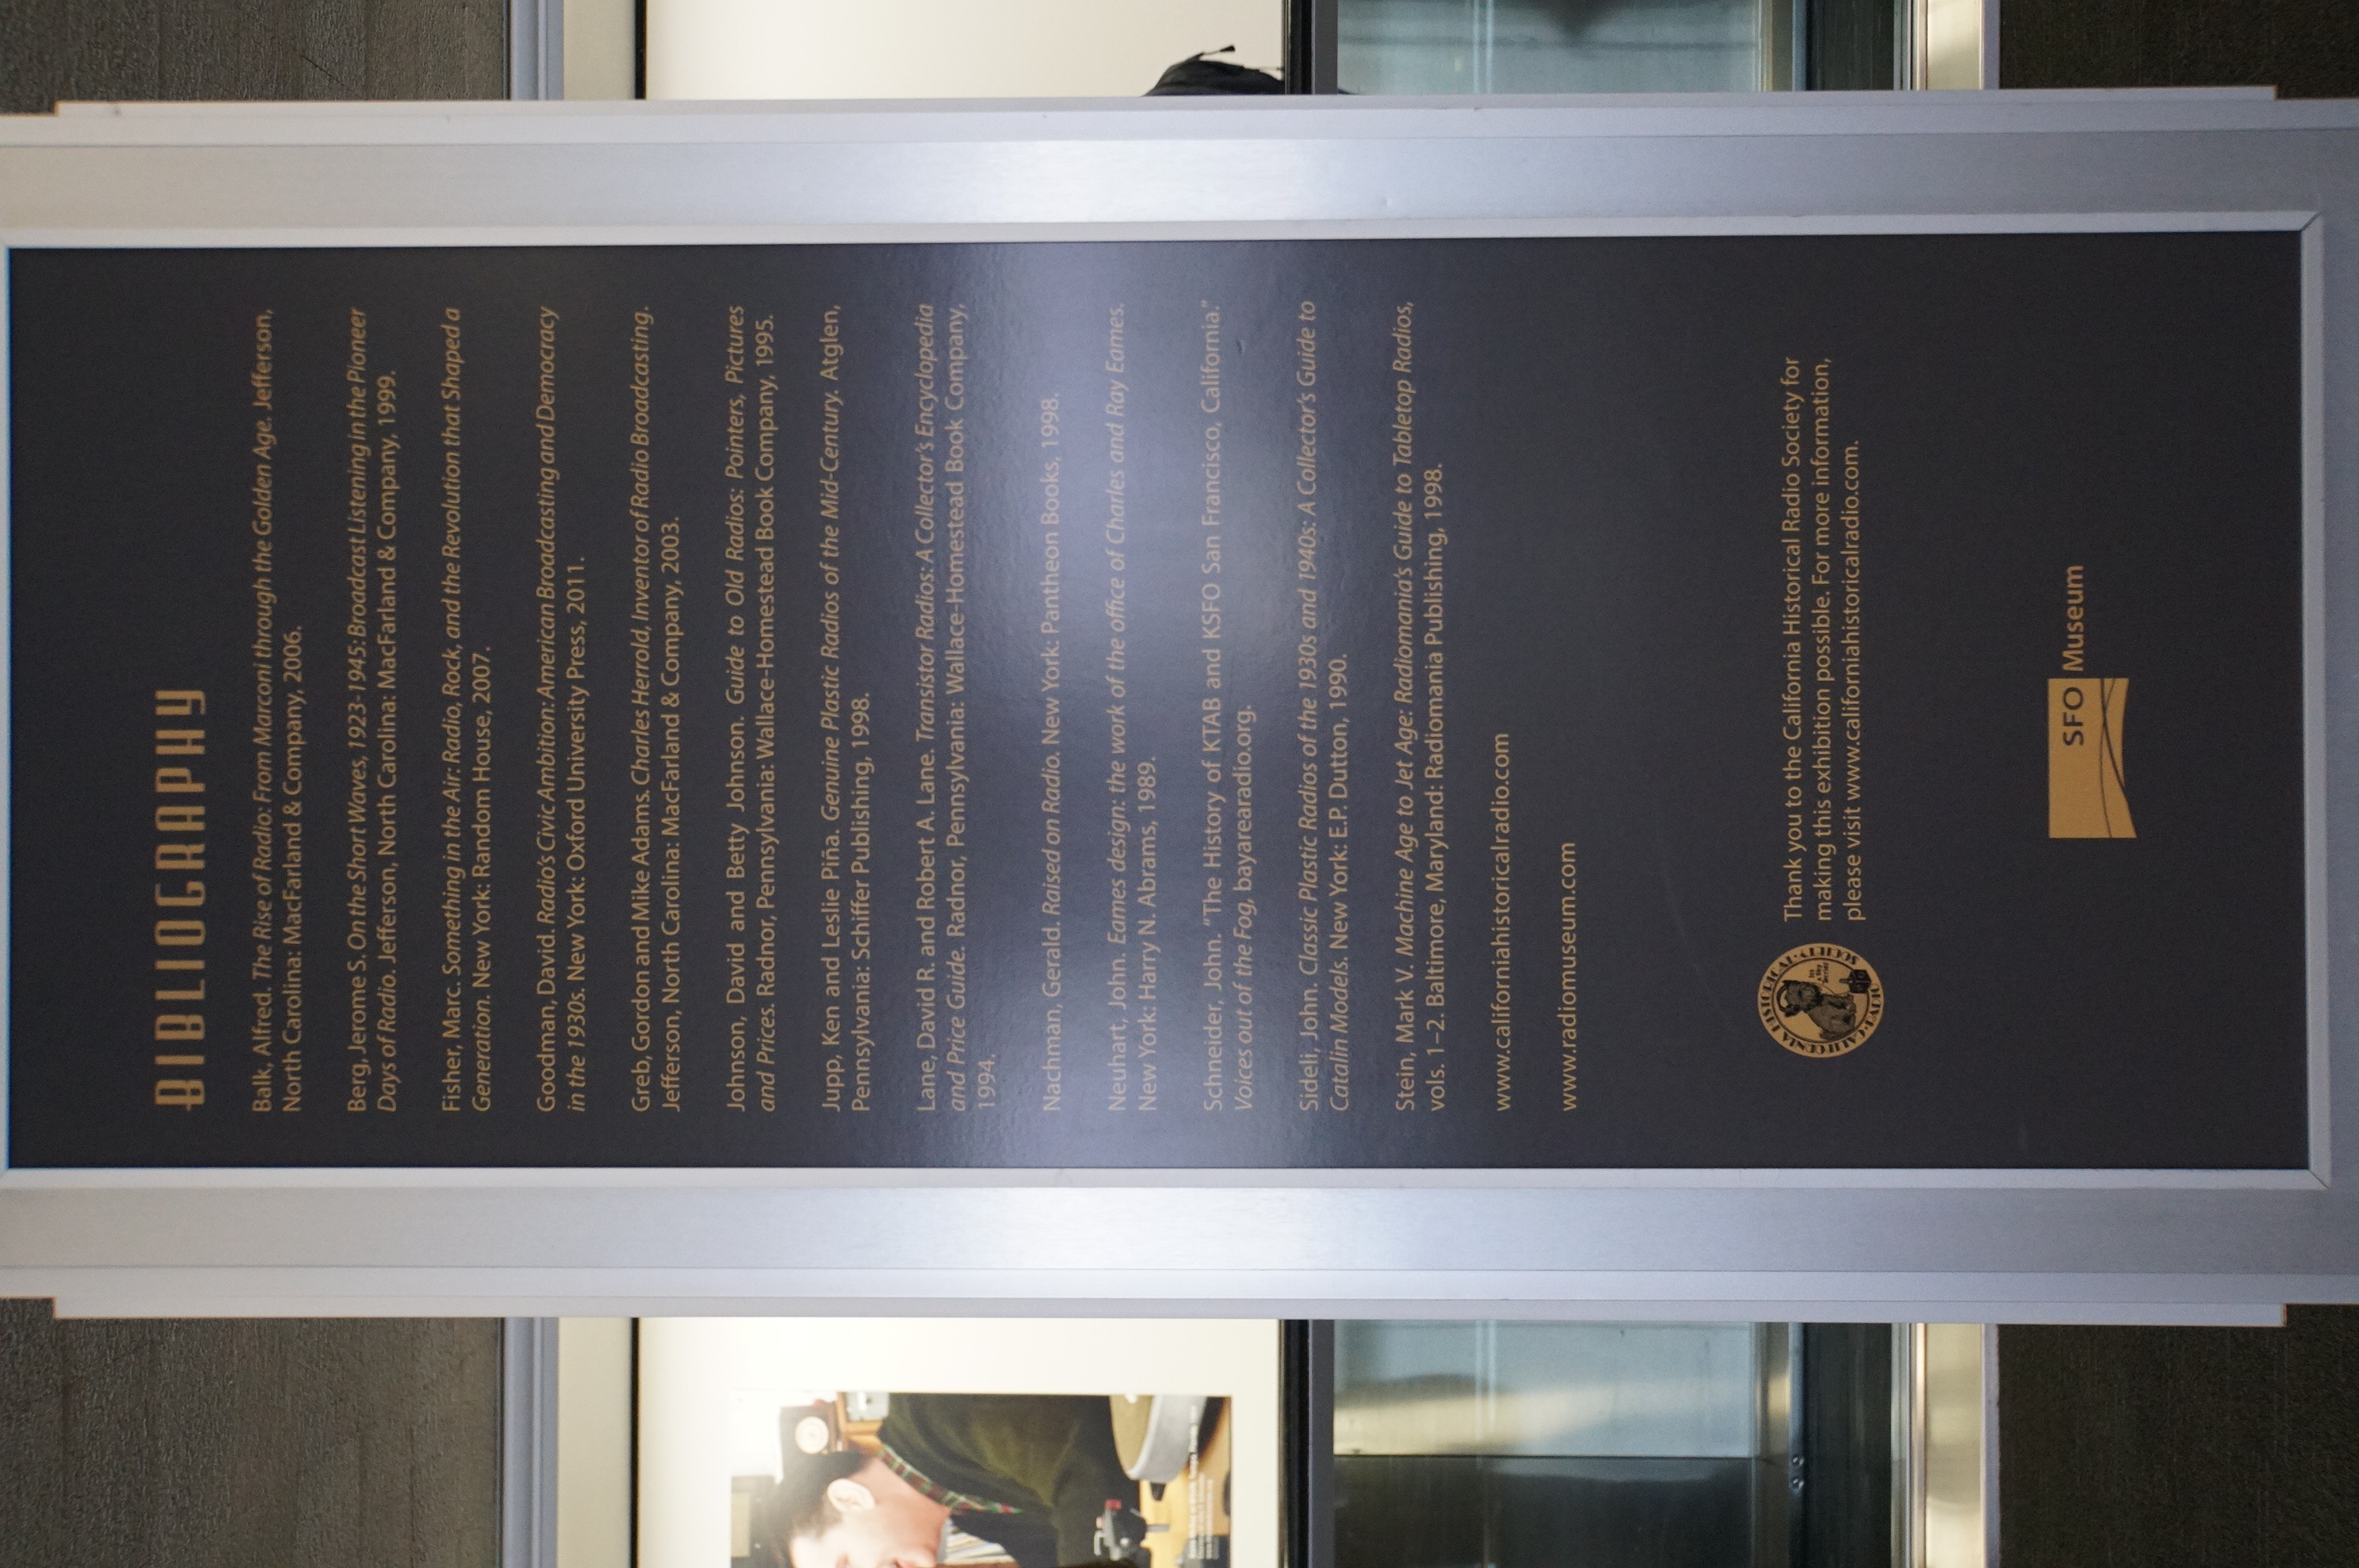 BIBLIOGRAPHY
Balk, Alfred. The Rise of Radio: From Marconi through the Golden Age. Jefferson,
North Carolina: MacFarland & Company, 2006.
Berg, Jerome S. On the Short Waves, 1923-1945: Broadcast Listening in the Pioneer
Days of Radio. Jefferson, North Carolina: MacFarland & Company, 1999.
Fisher, Marc. Something in the Air: Radio, Rock, and the Revolution that Shaped a
Generation. New York: Random House, 2007.
Goodman, David. Radio's Civic Ambition: American Broadcasting and Democracy
in the 1930s. New York: Oxford University Press, 2011.
Greb, Gordon and Mike Adams. Charles Herrold, Inventor of Radio Broadcasting.
Jefferson, North Carolina: MacFarland & Company, 2003.
Johnson, David and Betty Johnson. Guide to Old Radios: Pointers, Pictures
and Prices. Radnor, Pennsylvania: Wallace-Homestead Book Company, 1995.
Jupp, Ken and Leslie Piña. Genuine Plastic Radios of the Mid-Century. Atglen,
Pennsylvania: Schiffer Publishing, 1998.
Lane, David R. and Robert A. Lane. Transistor Radios: A Collector's Encyclopedia
and Price Guide. Radnor, Pennsylvania: Wallace-Homestead Book Company,
1994.
Nachman, Gerald. Raised on Radio. New York: Pantheon Books, 1998.
Neuhart, John. Eames design: the work of the office of Charles and Ray Eames.
New York: Harry N. Abrams, 1989.
Schneider, John. "The History of KTAB and KSFO San Francisco, California."
Voices out of the Fog, bayarearadio.org.
Sideli, John. Classic Plastic Radios of the 1930s and 1940s: A Collector's Guide to
Catalin Models. New York: E.P. Dutton, 1990.
Stein, Mark V. Machine Age to Jet Age: Radiomania's Guide to Tabletop Radios,
vols. 1–2. Baltimore, Maryland: Radiomania Publishing, 1998.
www.californiahistoricalradio.com
www.radiomuseum.com
CALIFORNIA HISTORICAL RADIO SOCIETY
Thank you to the California Historical Radio Society for
making this exhibition possible. For more information,
please visit www.californiahistoricalradio.com.
SFO Museum